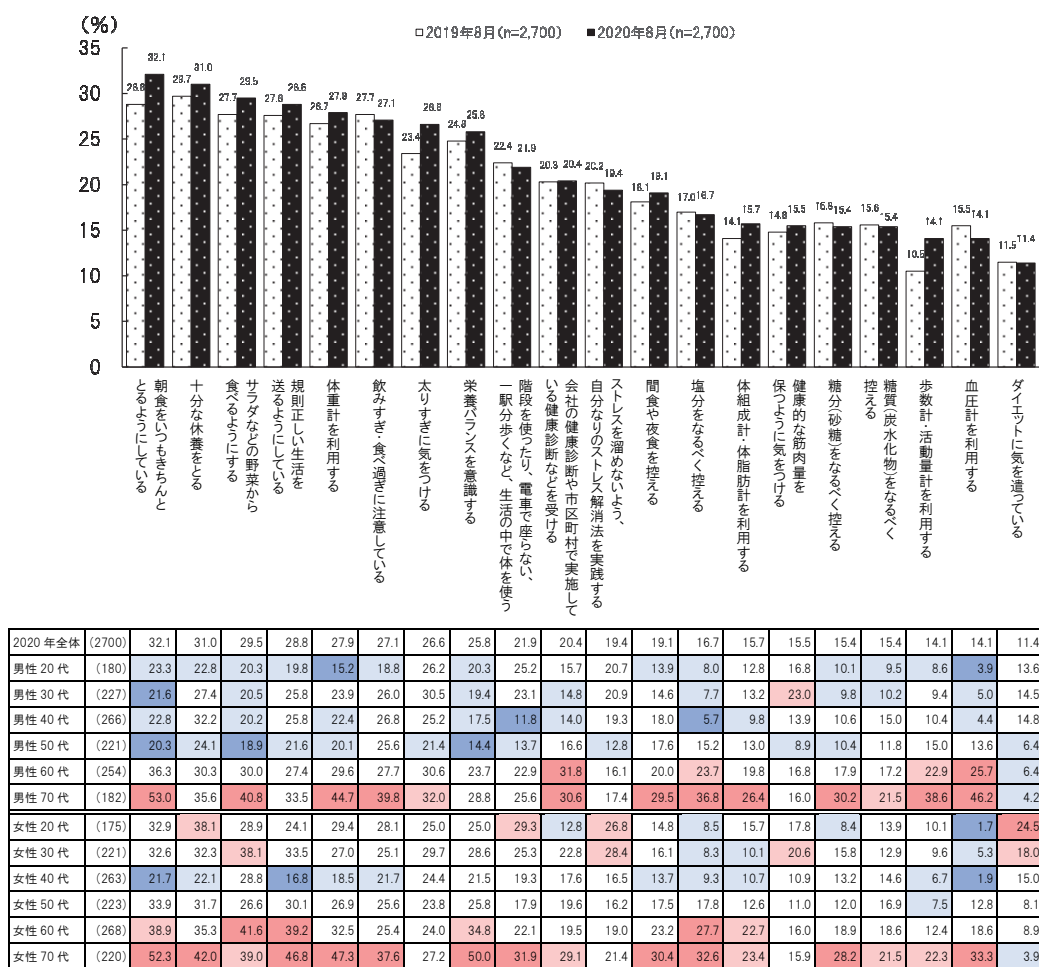 (%)
□2019年8月(n=2,700) ■2020年8月(n=2,700)
35
30
25
20
15
10
5
0
28.8 32.1 29.7 31.0 27.7 29.5 27.6 28.8 26.7 27.9 27.7 27.1 23.4 26.6 24.8 25.8 22.4 21.9 20.3 20.4 20.2 19.4 18.1 19.1 17.0 16.7 14.1 15.7 14.8 15.5 15.8 15.4 15.6 15.4 10.5 14.1 15.5 14.1 11.5 11.4
朝食をいつもきちんと
とるようにしている
十分な休養をとる
サラダなどの野菜から
食べるようにする
規則正しい生活を
送るようにしている
体重計を利用する
飲みすぎ・食べ過ぎに注意している
太りすぎに気をつける
栄養バランスを意識する
階段を使ったり、電車で座らない、
一駅分歩くなど、生活の中で体を使う
会社の健康診断や市区町村で実施して
いる健康診断などを受ける
ストレスを溜めないよう、
自分なりのストレス解消法を実践する
間食や夜食を控える
塩分をなるべく控える
体組成計・体脂肪計を利用する
健康的な筋肉量を
保つように気をつける
糖分(砂糖)をなるべく控える
糖質(炭水化物)をなるべく
控える
歩数計・活動量計を利用する
血圧計を利用する
ダイエットに気を遣っている
2020年全体 (2700) 32.1 31.0 29.5 28.8 27.9 27.1 26.6 25.8 21.9 20.4 19.4 19.1 16.7 15.7 15.5 15.4 15.4 14.1 14.1 11.4
男性20代 (180) 23.3 22.8 20.3 19.8 15.2 18.8 26.2 20.3 25.2 15.7 20.7 13.9 8.0 12.8 16.8 10.1 9.5 8.6 3.9 13.6
男性30代 (227) 21.6 27.4 20.5 25.8 23.9 26.0 30.5 19.4 23.1 14.8 20.9 14.6 7.7 13.2 23.0 9.8 10.2 9.4 5.0 14.5
男性40代 (266) 22.8 32.2 20.2 25.8 22.4 26.8 25.2 17.5 11.8 14.0 19.3 18.0 5.7 9.8 13.9 10.6 15.0 10.4 4.4 14.8
男性50代 (221) 20.3 24.1 18.9 21.6 20.1 25.6 21.4 14.4 13.7 16.6 12.8 17.6 15.2 13.0 8.9 10.4 11.8 15.0 13.6 6.4
男性60代 (254) 36.3 30.3 30.0 27.4 29.6 27.7 30.6 23.7 22.9 31.8 16.1 20.0 23.7 19.8 16.8 17.9 17.2 22.9 25.7 6.4
男性70代 (182) 53.0 35.6 40.8 33.5 44.7 39.8 32.0 28.8 25.6 30.6 17.4 29.5 36.8 26.4 16.0 30.2 21.5 38.6 46.2 4.2
女性20代 (175) 32.9 38.1 28.9 24.1 29.4 28.1 25.0 25.0 29.3 12.8 26.8 14.8 8.5 15.7 17.8 8.4 13.9 10.1 1.7 24.5
女性30代 (221) 32.6 32.3 38.1 33.5 27.0 25.1 29.7 28.6 25.3 22.8 28.4 16.1 8.3 10.1 20.6 15.8 12.9 9.6 5.3 18.0
女性40代 (263) 21.7 22.1 28.8 16.8 18.5 21.7 24.4 21.5 19.3 17.6 16.5 13.7 9.3 10.7 10.9 13.2 14.6 6.7 1.9 15.0
女性50代 (223) 33.9 31.7 26.6 30.1 26.9 25.6 23.8 25.8 17.9 19.6 16.2 17.5 17.8 12.6 11.0 12.0 16.9 7.5 12.8 8.1
女性60代 (268) 38.9 35.3 41.6 39.2 32.5 25.4 24.0 34.8 22.1 19.5 19.0 23.2 27.7 22.7 16.0 18.9 18.6 12.4 18.6 8.9
女性70代 (220) 52.3 42.0 39.0 46.8 47.3 37.6 27.2 50.0 31.9 29.1 21.4 30.4 32.6 23.4 15.9 28.2 21.5 22.3 33.3 3.9